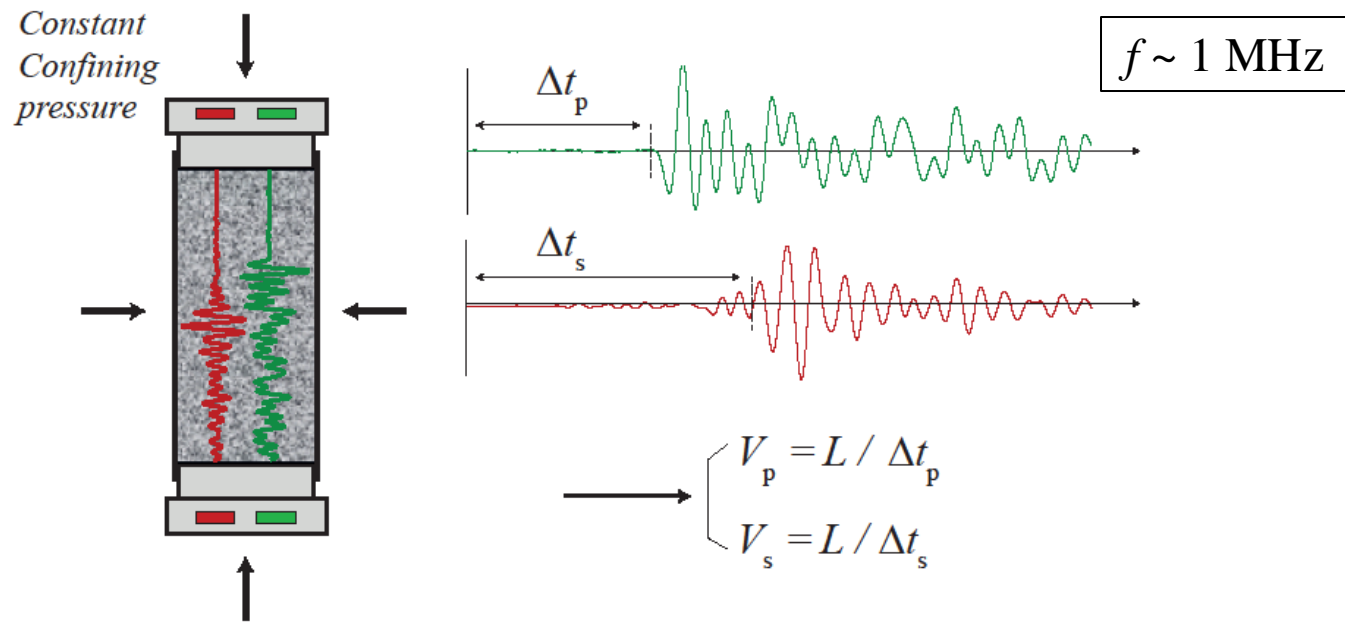 Constant
Confining
pressure
f ~ 1 MHz
Δtp
Δts
Vp = L / Δtp
Vs = L / Δts